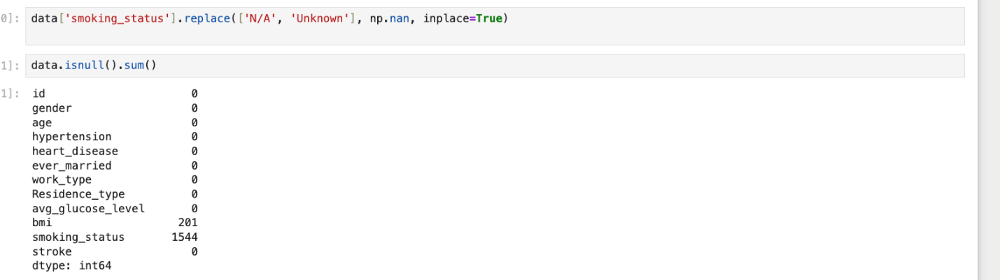 0]: data['smoking_status'].replace(['N/A', 'Unknown'], np.nan, inplace=True)
1]: data.isnull().sum()
1]: id 0
gender 0
age 0
hypertension 0
heart_disease 0
ever_married 0
work_type 0
Residence_type 0
avg_glucose_level 0
bmi 201
smoking_status 1544
stroke 0
dtype: int64